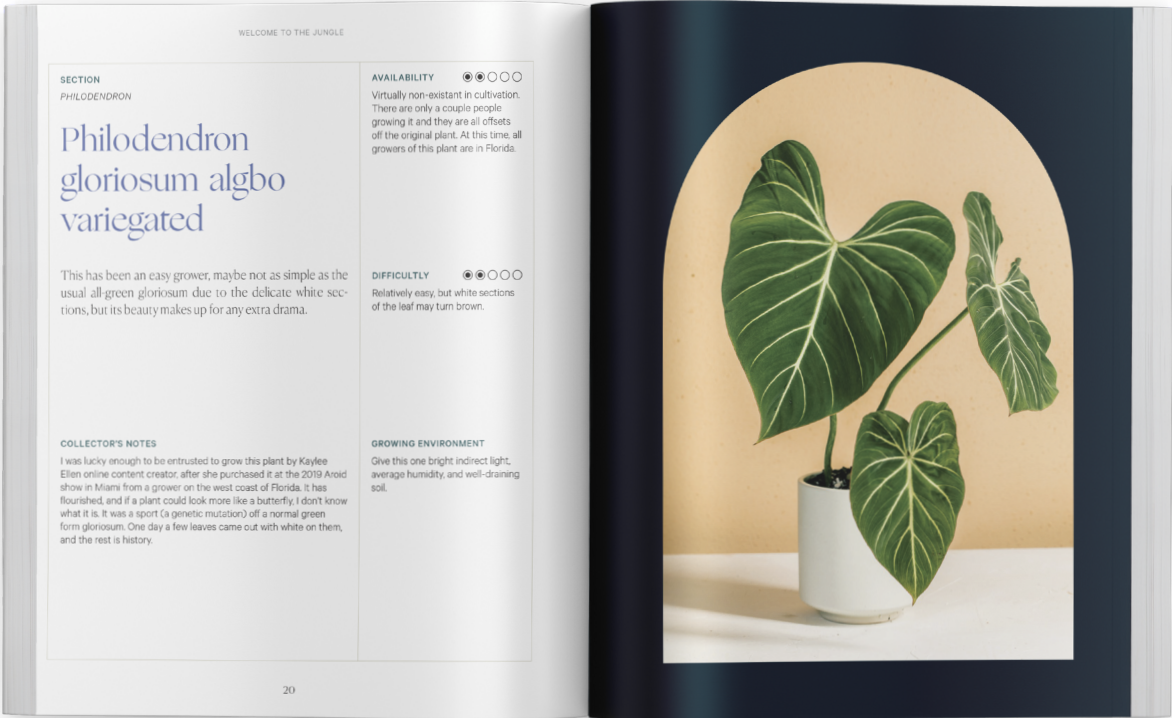 WELCOME TO THE JUNGLE
SECTION
PHILODENDRON
Philodendron
gloriosum algbo
variegated
This has been an easy grower, maybe not as simple as the
usual all-green gloriosum due to the delicate white sec-
tions, but its beauty makes up for any extra drama.
COLLECTOR'S NOTES
I was lucky enough to be entrusted to grow this plant by Kaylee
Ellen online content creator, after she purchased it at the 2019 Aroid
show in Miami from a grower on the west coast of Florida. It has
flourished, and if a plant could look more like a butterfly, I don't know
what it is. It was a sport (a genetic mutation) off a normal green
form gloriosum. One day a few leaves came out with white on them,
and the rest is history.
AVAILABILITY
Virtually non-existant in cultivation.
There are only a couple people
growing it and they are all offsets
off the original plant. At this time, all
growers of this plant are in Florida.
DIFFICULTLY
Relatively easy, but white sections
of the leaf may turn brown.
GROWING ENVIRONMENT
Give this one bright indirect light,
average humidity, and well-draining
soil.
20